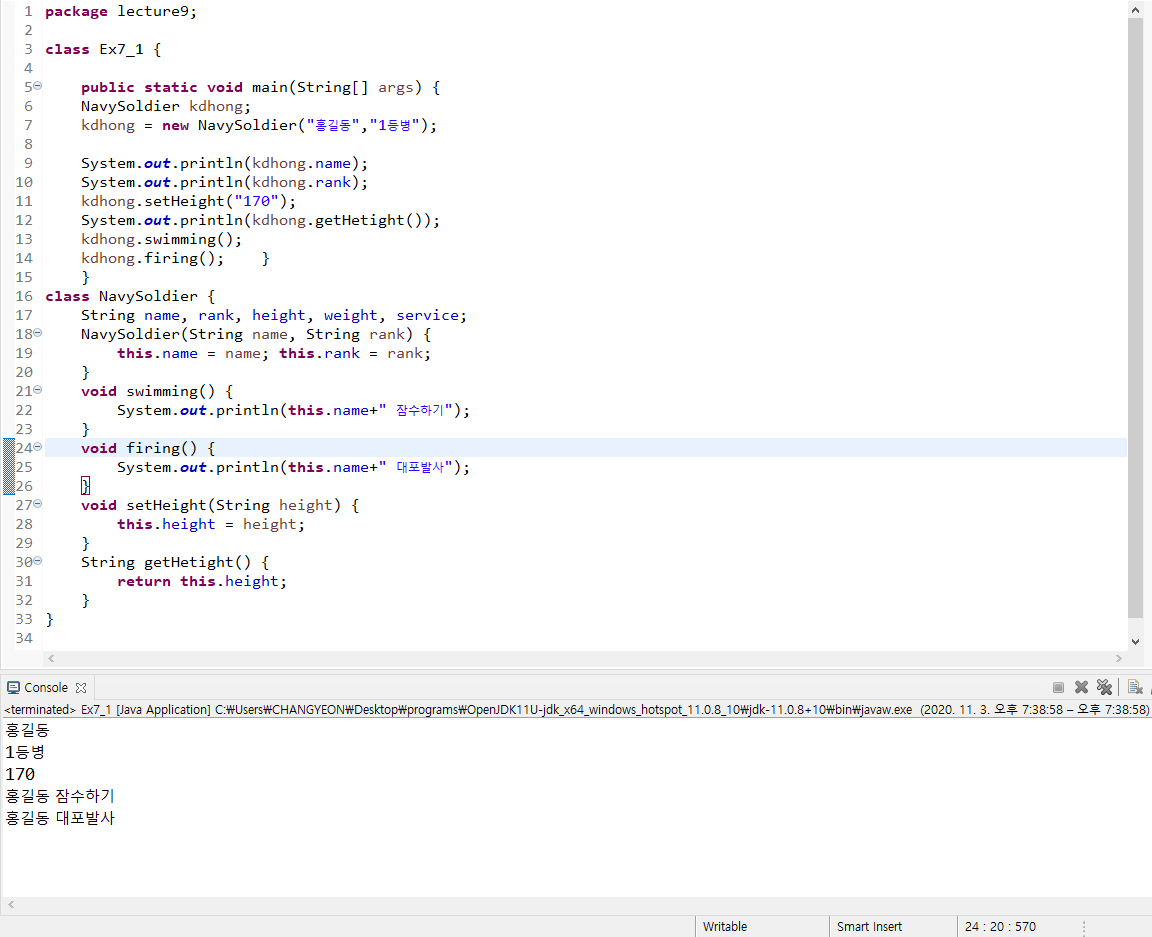 1 package lecture9;
2
3 class Ex7_1 {
4
5 public static void main(String[] args) {
6 NavySoldier kdhong;
7 kdhong = new NavySoldier("홍길동","1등병");
8
9 System.out.println(kdhong.name);
10 System.out.println(kdhong.rank);
11 kdhong.setHeight("170");
12 System.out.println(kdhong.getHetight());
13 kdhong.swimming();
14 kdhong.firing();    }
15 }
16 class NavySoldier {
17 String name, rank, height, weight, service;
18 NavySoldier(String name, String rank) {
19 this.name = name; this.rank = rank;
20 }
21 void swimming() {
22 System.out.println(this.name+" 잠수하기");
23 }
24 void firing() {
25 System.out.println(this.name+" 대포발사");
26 }
27 void setHeight(String height) {
28 this.height = height;
29 }
30 String getHetight() {
31 return this.height;
32 }
33 }
34
Console
<terminated> Ex7_1 [Java Application] C:₩Users₩CHANGYEON₩Desktop₩programs₩OpenJDK11U-jdk_x64_windows_hotspot_11.0.8_10₩jdk-11.0.8+10₩bin₩javaw.exe (2020. 11. 3. 오후 7:38:58 – 오후 7:38:58)
홍길동
1등병
170
홍길동 잠수하기
홍길동 대포발사
Writable Smart Insert 24 : 20 : 570